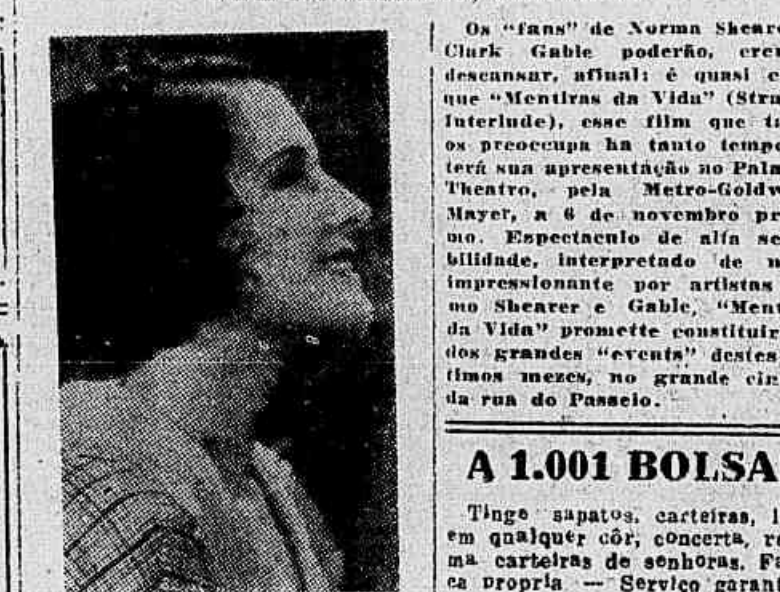 Os "fans" de Norma Sheare
Clark Gable poderão, cre
descansar, afinal: é quasi c
que "Mentiras da Vida" (Stra
Interlude), esse film que ta
os preoccupa ha tanto tempo
terá sua apresentação no Pala
Theatro, pela Metro-Goldw
Mayer, a 6 de novembro pr
mo. Espectaculo de alta se
bilidade, interpretado de m
impressionante por artistas
mo Shearer e Gable, "Ment
da Vida" promette constituir
dos grandes "events" destes
timos mezes, no grande cin
da rua do Passeio.
A 1.001 BOLSA
Tinge sapatos, carteiras, l
em qualquer côr, concerta, re
ma carteiras de senhoras. Fa
ca propria — Serviço garan